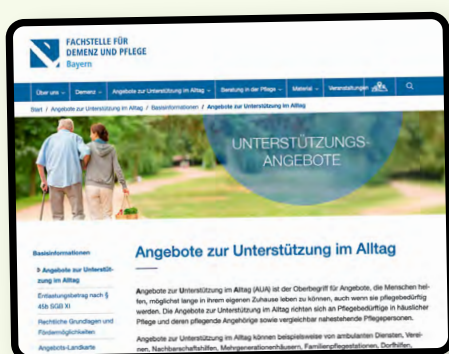 FACHSTELLE FÜR
DEMENZ UND PFLEGE
Bayern
Über uns Demenz Angebote zur Unterstützung im Alltag Beratung in der Pflege Material Veranstaltungen
Start / Angebote zur Unterstützung im Alltag / Basisinformationen / Angebote zur Unterstützung im Alltag
UNTERSTÜTZUNGS-
ANGEBOTE
Basisinformationen
Angebote zur Unterstüt-
zung im Alltag
Entlastungsbetrag nach §
45b SGB XI
Rechtliche Grundlagen und
Fördermöglichkeiten
Angebots-Landkarte
Angebote zur Unterstützung im Alltag
Angebote zur Unterstützung im Alltag (AUA) ist der Oberbegriff für Angebote, die Menschen hel-
fen, möglichst lange in ihrem eigenen Zuhause leben zu können, auch wenn sie pflegebedürftig
werden. Die Angebote zur Unterstützung im Alltag richten sich an Pflegebedürftige in häuslicher
Pflege und deren pflegende Angehörige sowie vergleichbar nahestehende Pflegepersonen.
Angebote zur Unterstützung im Alltag können beispielsweise von ambulanten Diensten, Verei-
nen, Nachbarschaftshilfen, Mehrgenerationenhäusern, Familienpflegestationen, Dorfhilfen,